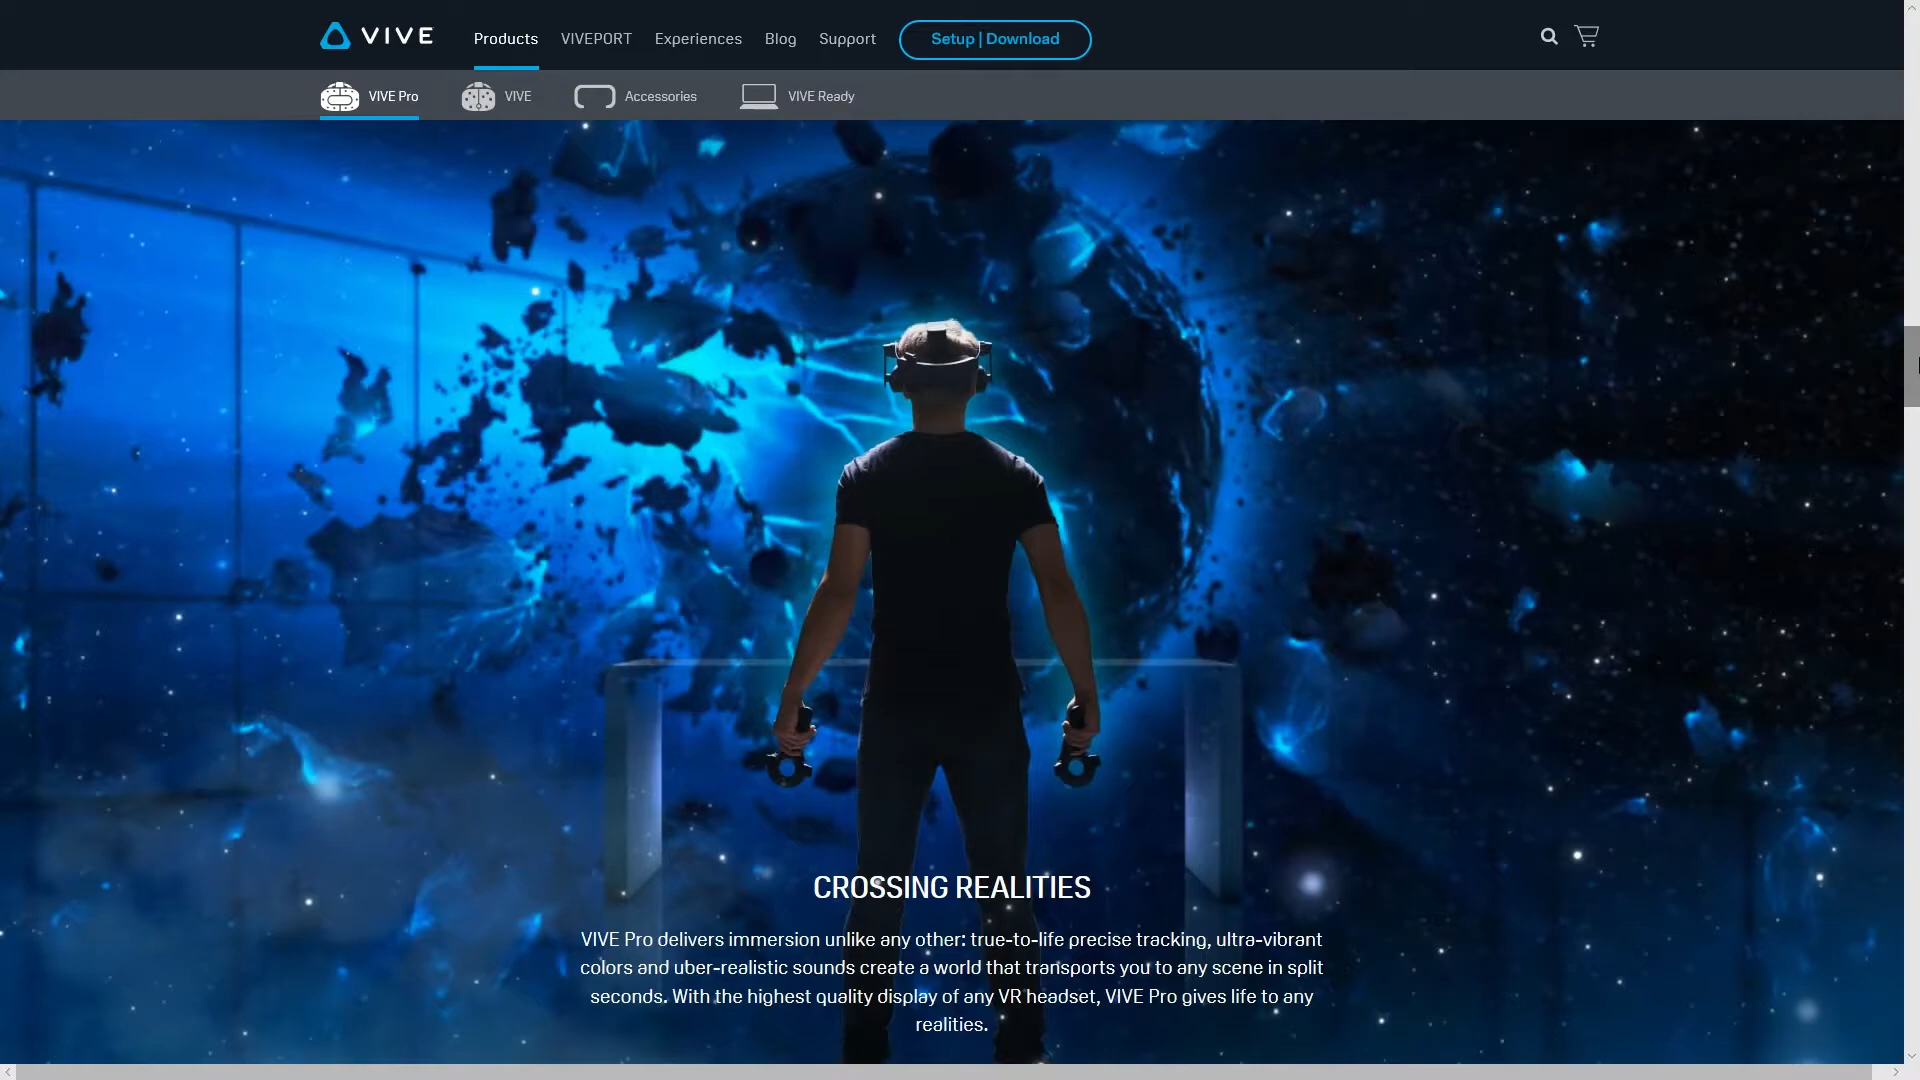 VIVE
Products VIVEPORT Experiences Blog Support Setup | Download
VIVE Pro VIVE Accessories VIVE Ready
CROSSING REALITIES
VIVE Pro delivers immersion unlike any other: true-to-life precise tracking, ultra-vibrant
colors and uber-realistic sounds create a world that transports you to any scene in split
seconds. With the highest quality display of any VR headset, VIVE Pro gives life to any
realities.